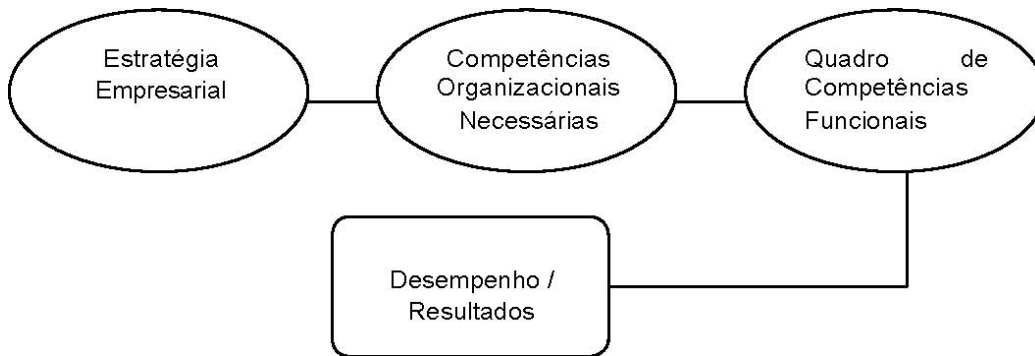 Estratégia
Empresarial
Competências
Organizacionais
Necessárias
Quadro de
Competências
Funcionais
Desempenho /
Resultados